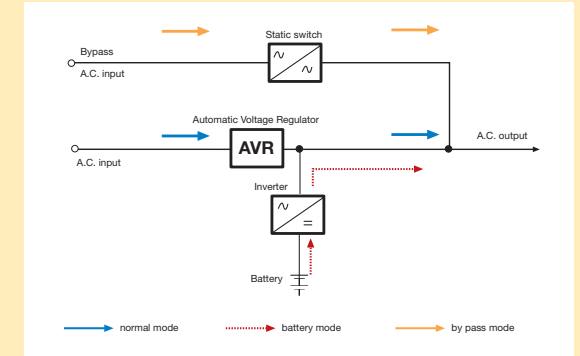 Static switch
Bypass
A.C. input
Automatic Voltage Regulator
AVR
A.C. output
A.C. input
Inverter
Battery
normal mode
battery mode
by pass mode